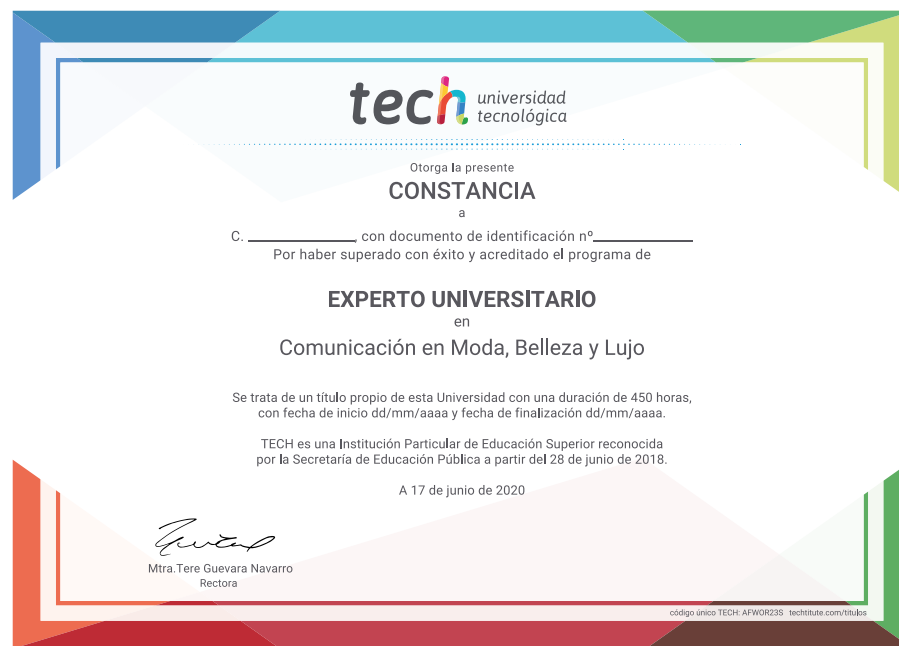 tech universidad
tecnológica
Otorga la presente
CONSTANCIA
a
C. ____________, con documento de identificación nº____________
Por haber superado con éxito y acreditado el programa de
EXPERTO UNIVERSITARIO
en
Comunicación en Moda, Belleza y Lujo
Se trata de un título propio de esta Universidad con una duración de 450 horas,
con fecha de inicio dd/mm/aaaa y fecha de finalización dd/mm/aaaa.
TECH es una Institución Particular de Educación Superior reconocida
por la Secretaría de Educación Pública a partir del 28 de junio de 2018.
A 17 de junio de 2020
Mtra.Tere Guevara Navarro
Rectora
código único TECH: AFWOR23S techtitute.com/titulos